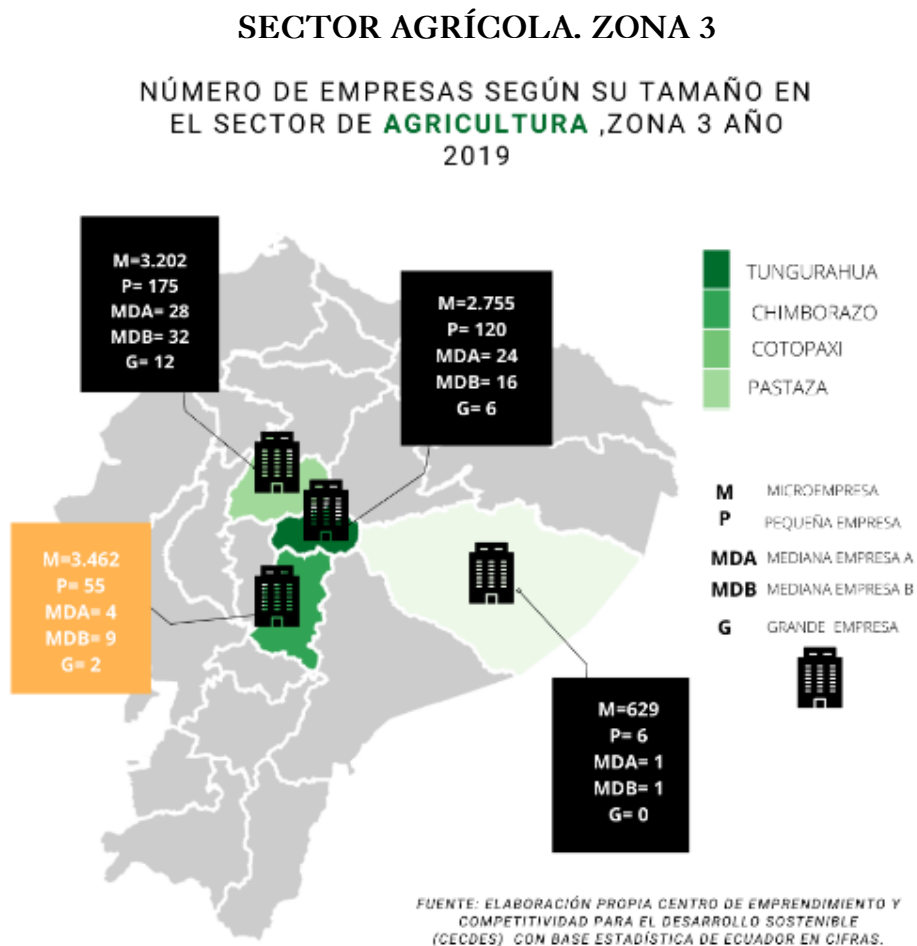 SECTOR AGRÍCOLA. ZONA 3
NÚMERO DE EMPRESAS SEGÚN SU TAMAÑO EN
EL SECTOR DE AGRICULTURA ,ZONA 3 AÑO
2019
M=3.202
P= 175
MDA= 28
MDB= 32
G= 12
M=2.755
P= 120
MDA= 24
MDB= 16
G= 6
TUNGURAHUA
CHIMBORAZO
COTOPAXI
PASTAZA
M MICROEMPRESA
P PEQUEÑA EMPRESA
MDA MEDIANA EMPRESA A
MDB MEDIANA EMPRESA B
G GRANDE EMPRESA
M=3.462
P= 55
MDA= 4
MDB= 9
G= 2
M=629
P= 6
MDA= 1
MDB= 1
G= 0
FUENTE: ELABORACIÓN PROPIA CENTRO DE EMPRENDIMIENTO Y
COMPETITIVIDAD PARA EL DESARROLLO SOSTENIBLE
(CECDES) CON BASE ESTADÍSTICA DE ECUADOR EN CIFRAS.